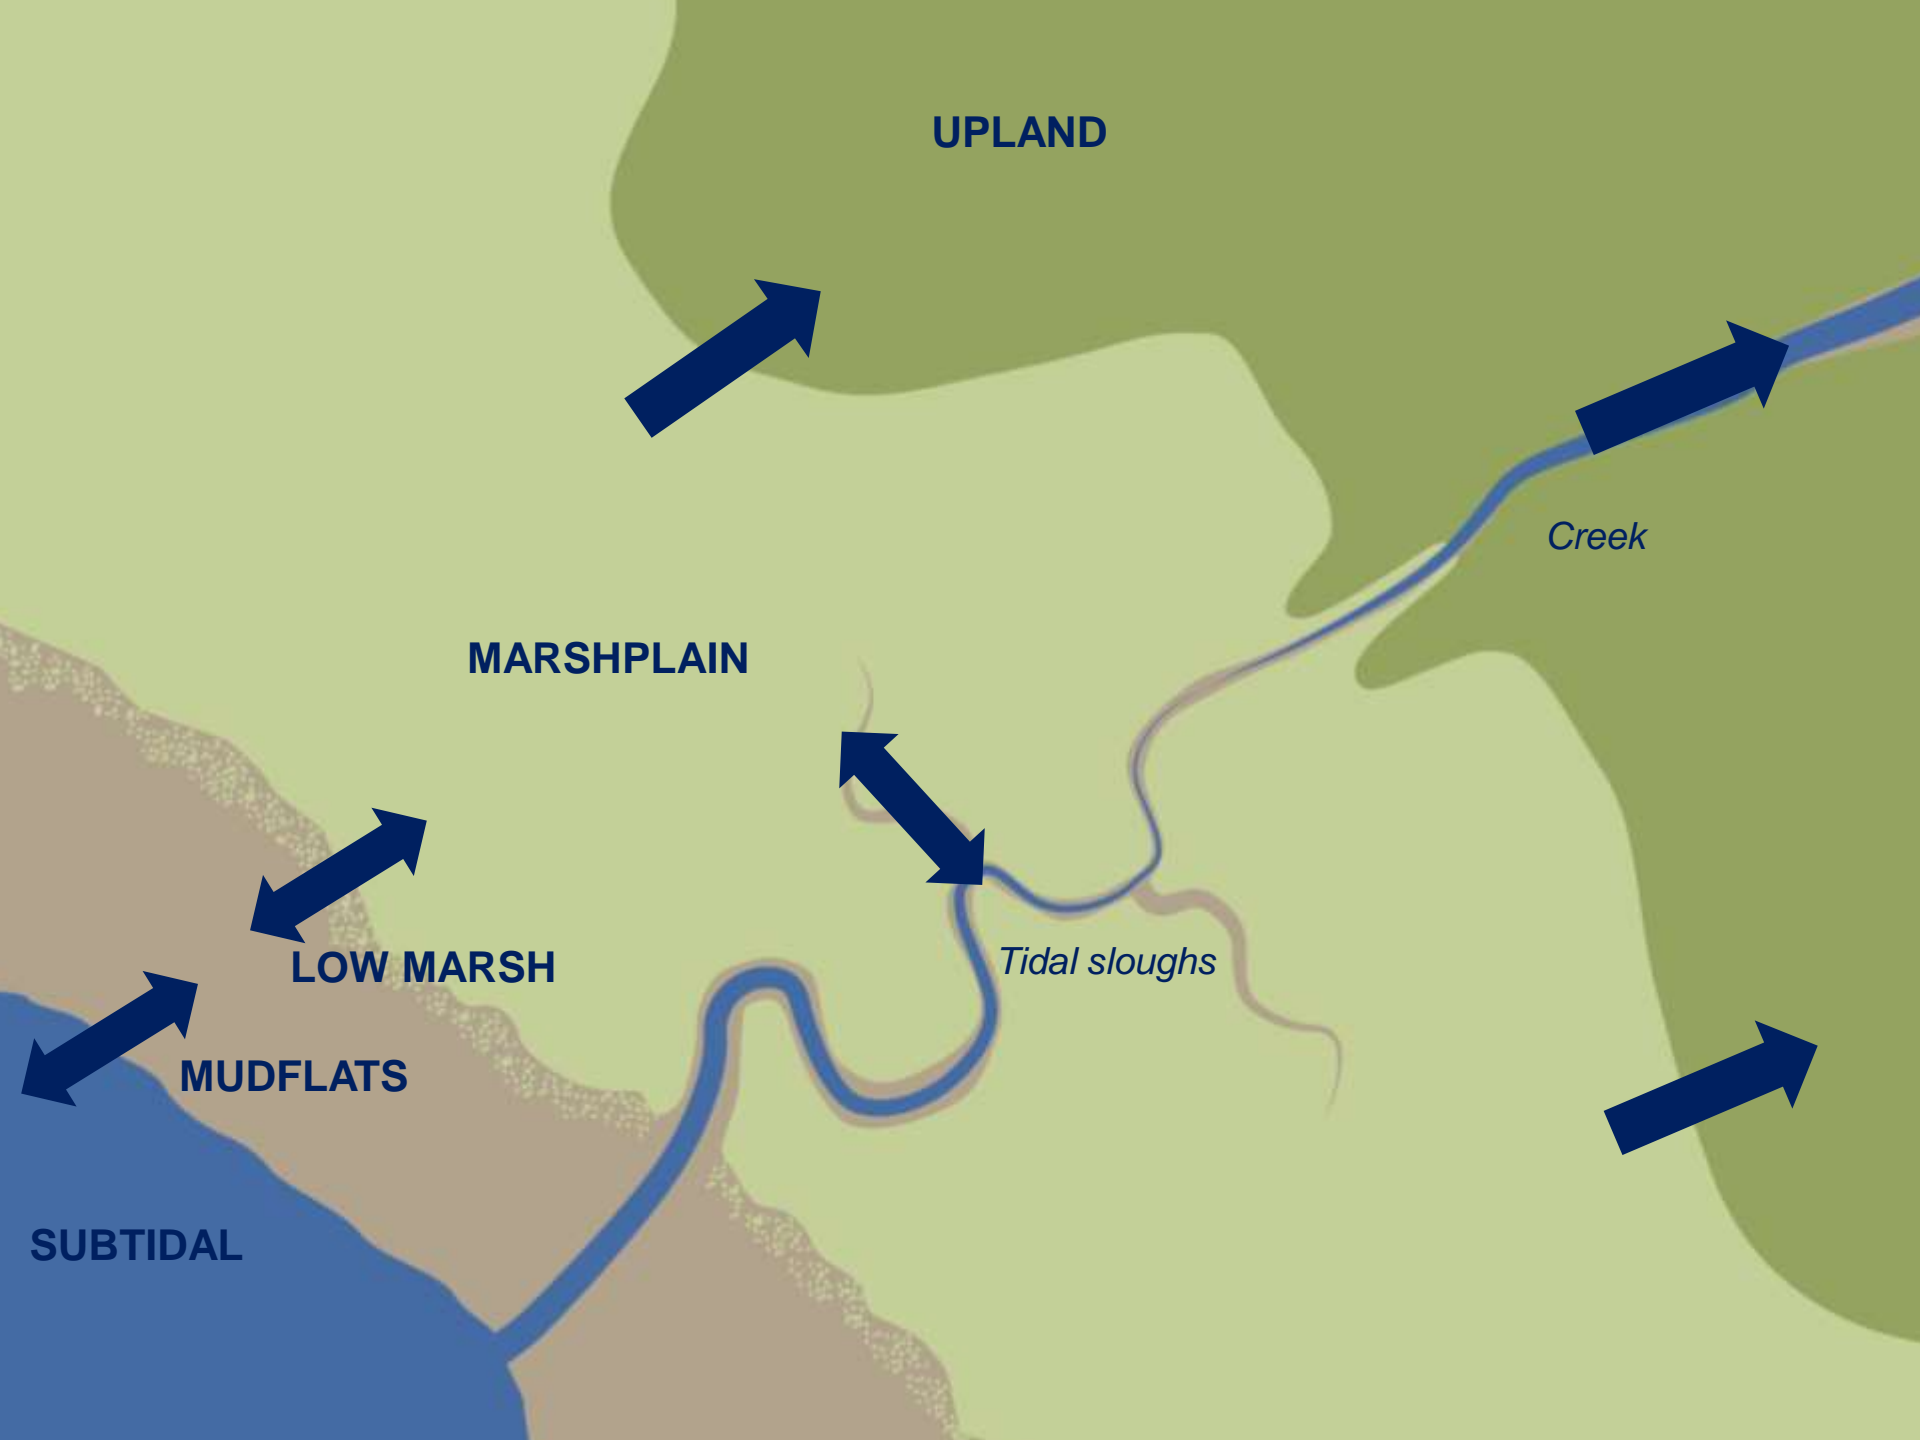 UPLAND
Creek
MARSHPLAIN
Tidal sloughs
LOW MARSH
MUDFLATS
SUBTIDAL